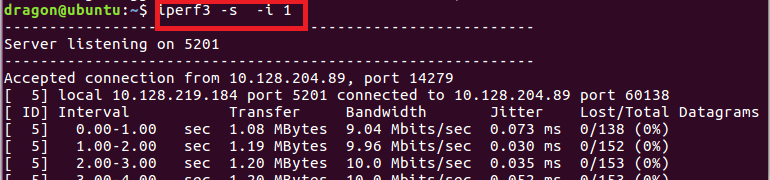 dragon@ubuntu:~$ iperf3 -s  -i 1
-----------------------------------------------------------
Server listening on 5201
-----------------------------------------------------------
Accepted connection from 10.128.204.89, port 14279
[  5] local 10.128.219.184 port 5201 connected to 10.128.204.89 port 60138
[ ID] Interval           Transfer     Bandwidth       Jitter    Lost/Total Datagrams
[  5]   0.00-1.00   sec  1.08 MBytes  9.04 Mbits/sec  0.073 ms  0/138 (0%)
[  5]   1.00-2.00   sec  1.19 MBytes  9.96 Mbits/sec  0.030 ms  0/152 (0%)
[  5]   2.00-3.00   sec  1.20 MBytes  10.0 Mbits/sec  0.035 ms  0/153 (0%)
[  5]   3.00-4.00   sec  1.20 MBytes  10.0 Mbits/sec  0.052 ms  0/153 (0%)